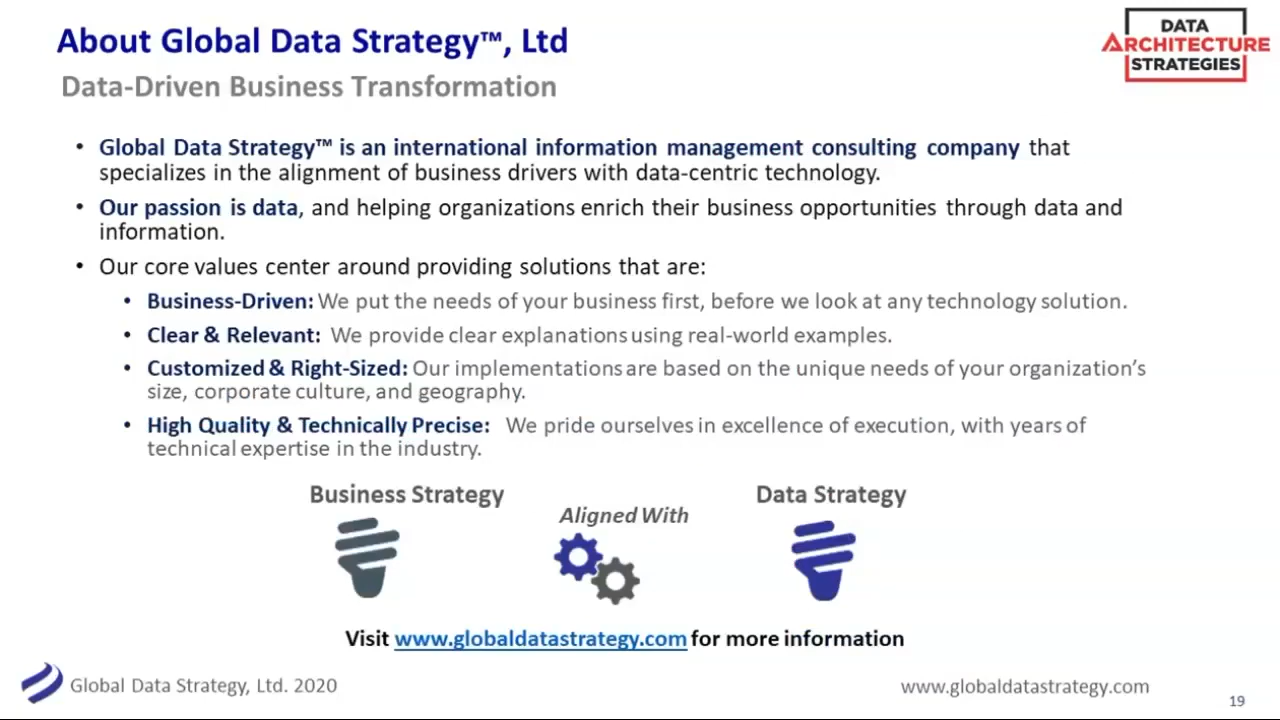 About Global Data Strategy™, Ltd
DATA
ARCHITECTURE
STRATEGIES
Data-Driven Business Transformation
• Global Data Strategy™ is an international information management consulting company that
specializes in the alignment of business drivers with data-centric technology.
• Our passion is data, and helping organizations enrich their business opportunities through data and
information.
• Our core values center around providing solutions that are:
• Business-Driven: We put the needs of your business first, before we look at any technology solution.
• Clear & Relevant: We provide clear explanations using real-world examples.
• Customized & Right-Sized: Our implementations are based on the unique needs of your organization's
size, corporate culture, and geography.
• High Quality & Technically Precise: We pride ourselves in excellence of execution, with years of
technical expertise in the industry.
Business Strategy
Aligned With
Data Strategy
Visit www.globaldatastrategy.com for more information
Global Data Strategy, Ltd. 2020
www.globaldatastrategy.com
19